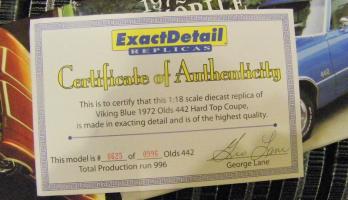 ExactDetail
REPLICAS
Certificate of Authenticity
This is to certify that this 1:18 scale diecast replica of
Viking Blue 1972 Olds 442 Hard Top Coupe,
is made in exacting detail and is of the highest quality.
This model is # 0625 of 0996 Olds 442
Total Production run 996
George Lane